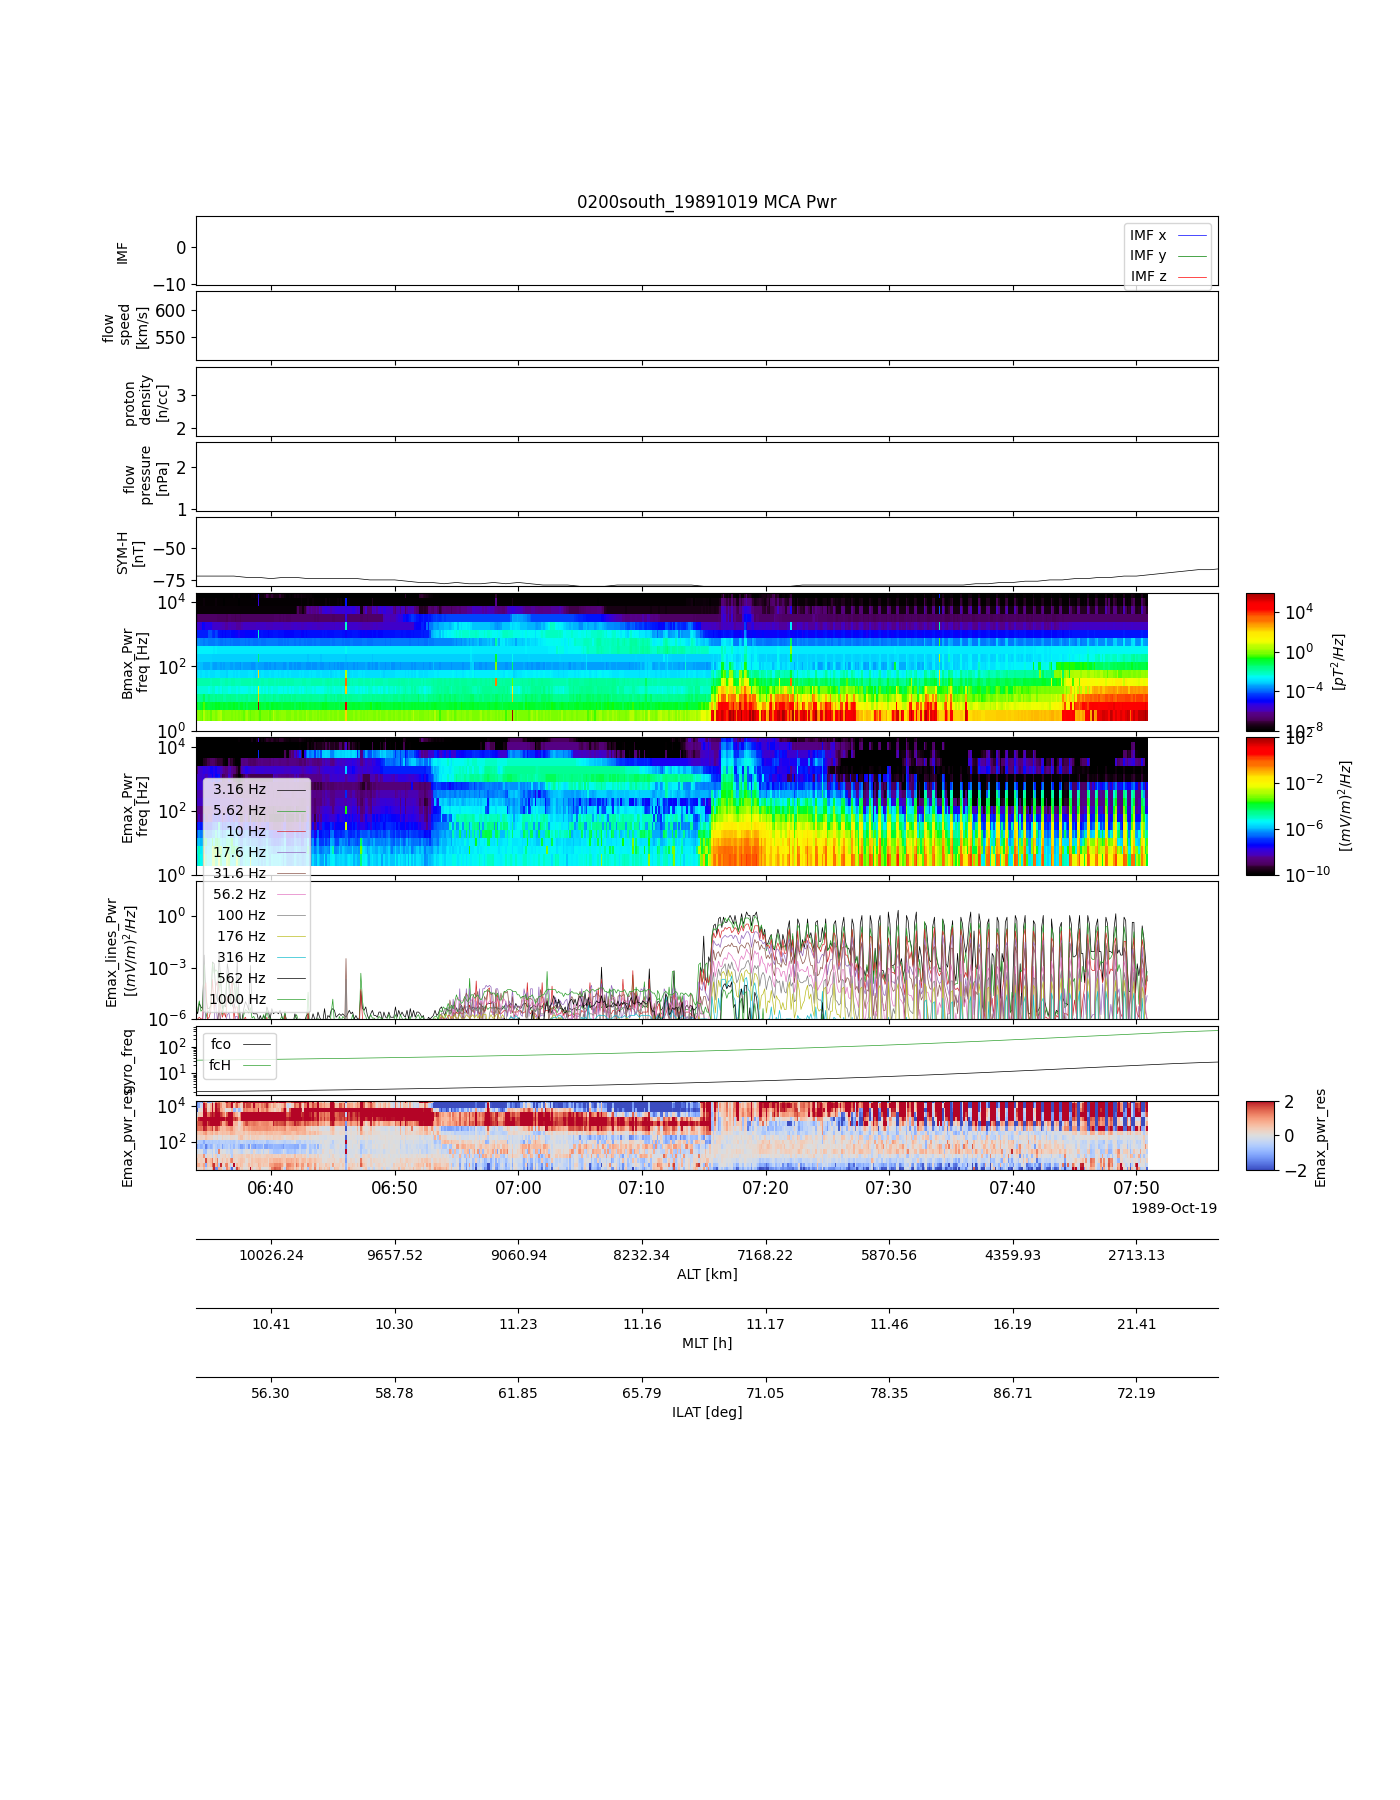 0200south_19891019 MCA Pwr
IMF
0
−10
IMF x
IMF y
IMF z
flow
speed
[km/s]
600
550
proton
density
[n/cc]
3
2
flow
pressure
[nPa]
2
1
SYM-H
[nT]
−50
−75
Bmax_Pwr
freq [Hz]
10^4
10^2
10^0
10^4
10^0
10^−4
10^−8
[pT^2/Hz]
Emax_Pwr
freq [Hz]
10^4
10^2
10^0
10^2
10^−2
10^−6
10^−10
[(mV/m)^2/Hz]
3.16 Hz
5.62 Hz
10 Hz
17.6 Hz
31.6 Hz
56.2 Hz
100 Hz
176 Hz
316 Hz
562 Hz
1000 Hz
Emax_lines_Pwr
[(mV/m)^2/Hz]
10^0
10^−3
10^−6
gyro_freq
10^2
10^1
fco
fcH
Emax_pwr_res
10^4
10^2
2
0
−2
Emax_pwr_res
06:40 06:50 07:00 07:10 07:20 07:30 07:40 07:50
1989-Oct-19
10026.24 9657.52 9060.94 8232.34 7168.22 5870.56 4359.93 2713.13
ALT [km]
10.41 10.30 11.23 11.16 11.17 11.46 16.19 21.41
MLT [h]
56.30 58.78 61.85 65.79 71.05 78.35 86.71 72.19
ILAT [deg]